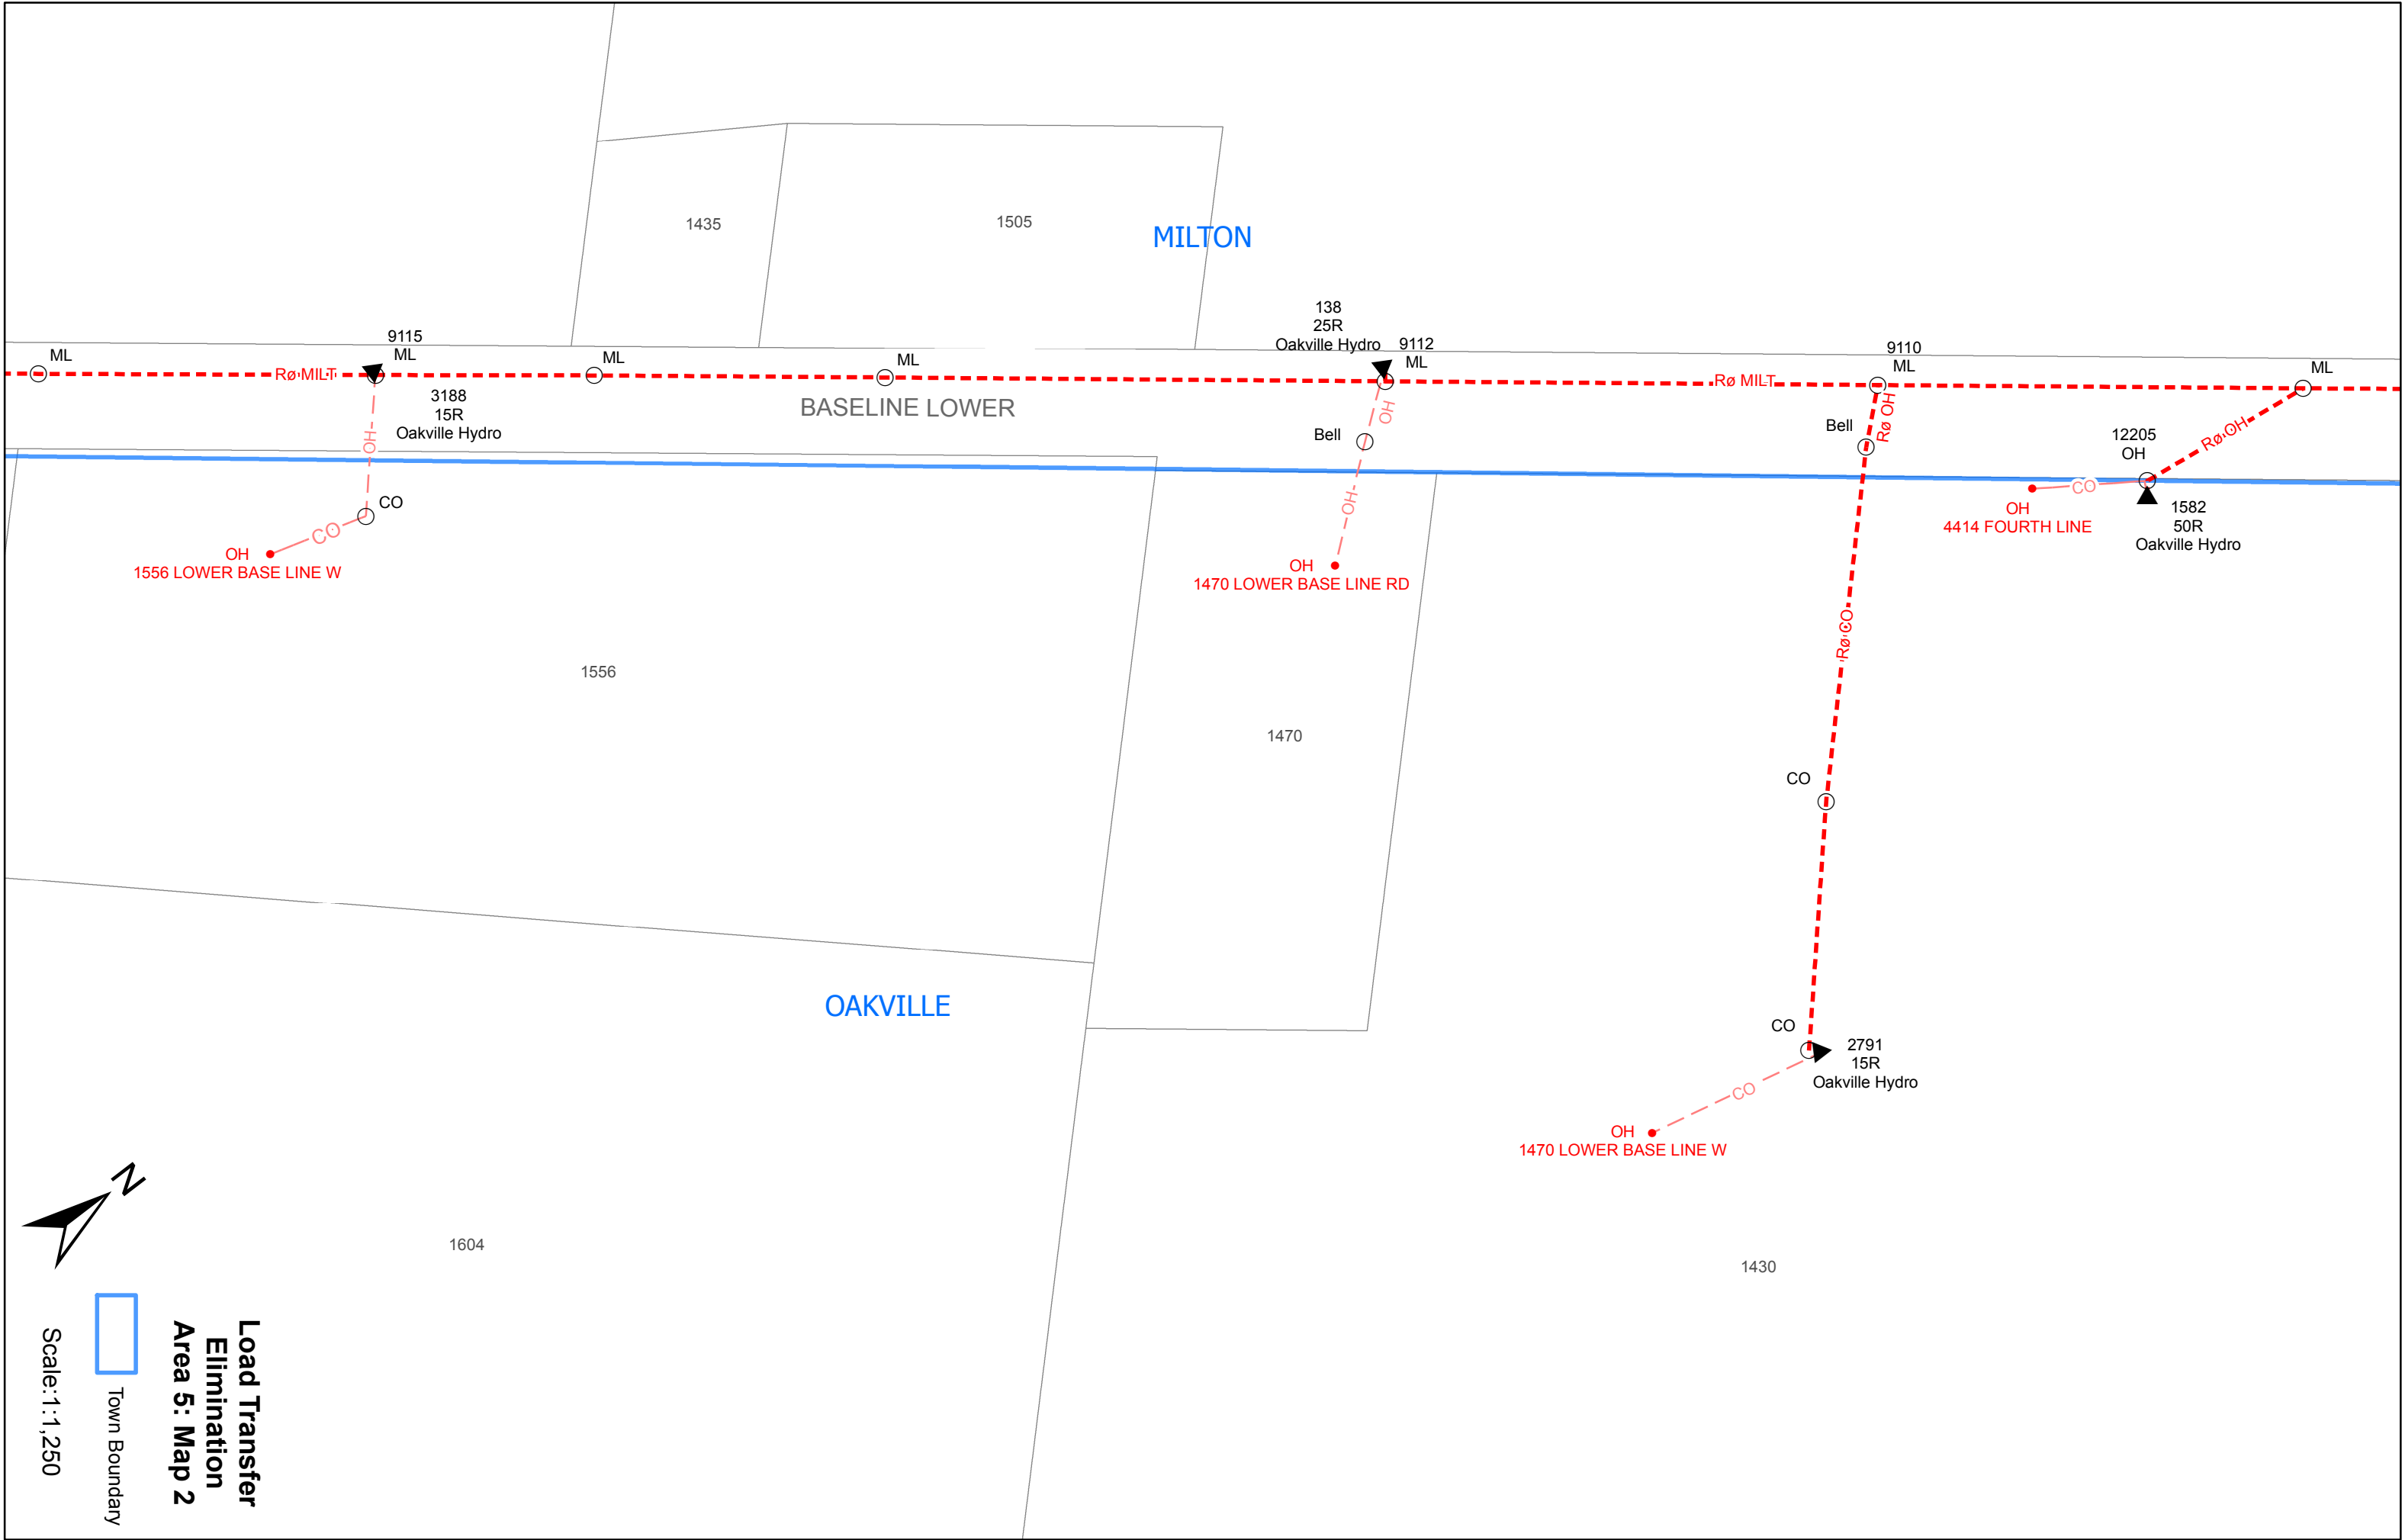 1435
1505
MILTON
138
25R
Oakville Hydro
9115
ML
ML
ML
ML
9112
ML
9110
ML
ML
Rø MILT
Rø MILT
3188
15R
Oakville Hydro
BASELINE LOWER
OH
OH
Bell
Bell
Rø OH
Rø OH
12205
OH
CO
CO
OH
1556 LOWER BASE LINE W
OH
OH
1470 LOWER BASE LINE RD
CO
OH
4414 FOURTH LINE
1582
50R
Oakville Hydro
Rø CO
1556
1470
CO
OAKVILLE
CO
2791
15R
Oakville Hydro
CO
OH
1470 LOWER BASE LINE W
1604
1430
N
Load Transfer
Elimination
Area 5: Map 2
Town Boundary
Scale:1:1,250